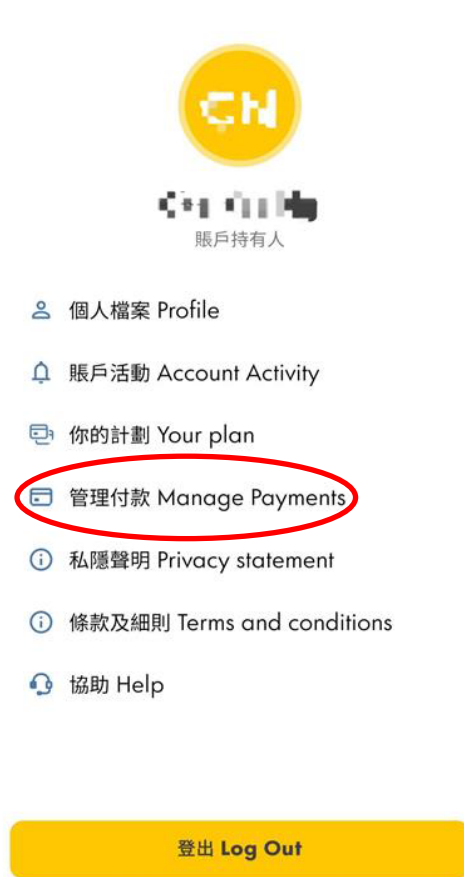 賬戶持有人
個人檔案 Profile
賬戶活動 Account Activity
你的計劃 Your plan
管理付款 Manage Payments
私隱聲明 Privacy statement
條款及細則 Terms and conditions
協助 Help
登出 Log Out